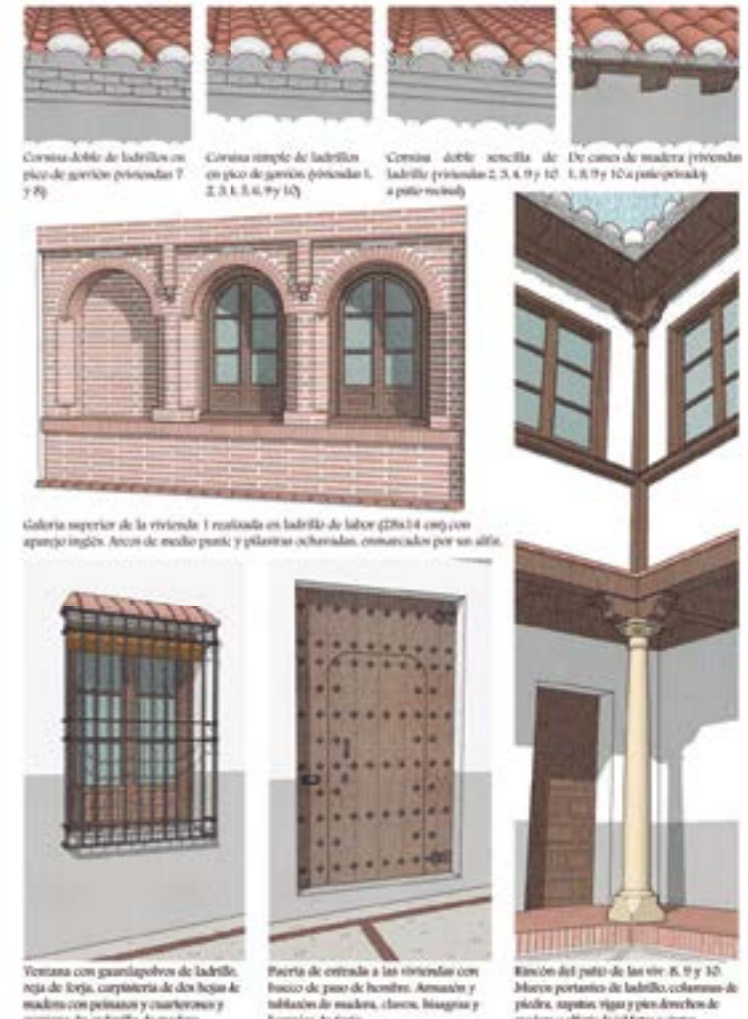 Cornisa doble de ladrillos en
pico de gorrión (viviendas 7
y 8)
Cornisa simple de ladrillos
en pico de gorrión (viviendas 1,
2, 3, 4, 5, 6, 9 y 10)
Cornisa doble sencilla de
ladrillo (viviendas 2, 3, 4, 9 y 10
a patio vecinal)
De canes de madera (viviendas
1, 8, 9 y 10 a patio privado)
Galería superior de la vivienda 1 realizada en ladrillo de labor (28x14 cm) con
aparejo inglés. Arcos de medio punto y pilastras ochavadas, enmarcados por un alfiz.
Ventana con guardapolvos de ladrillo,
reja de forja, carpintería de dos hojas de
madera con peinazos y cuarterones y
de madera
Puerta de entrada a las viviendas con
hueco de paso de hombre. Armazón y
tablazón de madera, clavos, bisagras y
de forja
Rincón del patio de las viv. 8, 9 y 10.
Muros portantes de ladrillo, columnas de
piedra, zapatas, vigas y pies derechos de
madera y